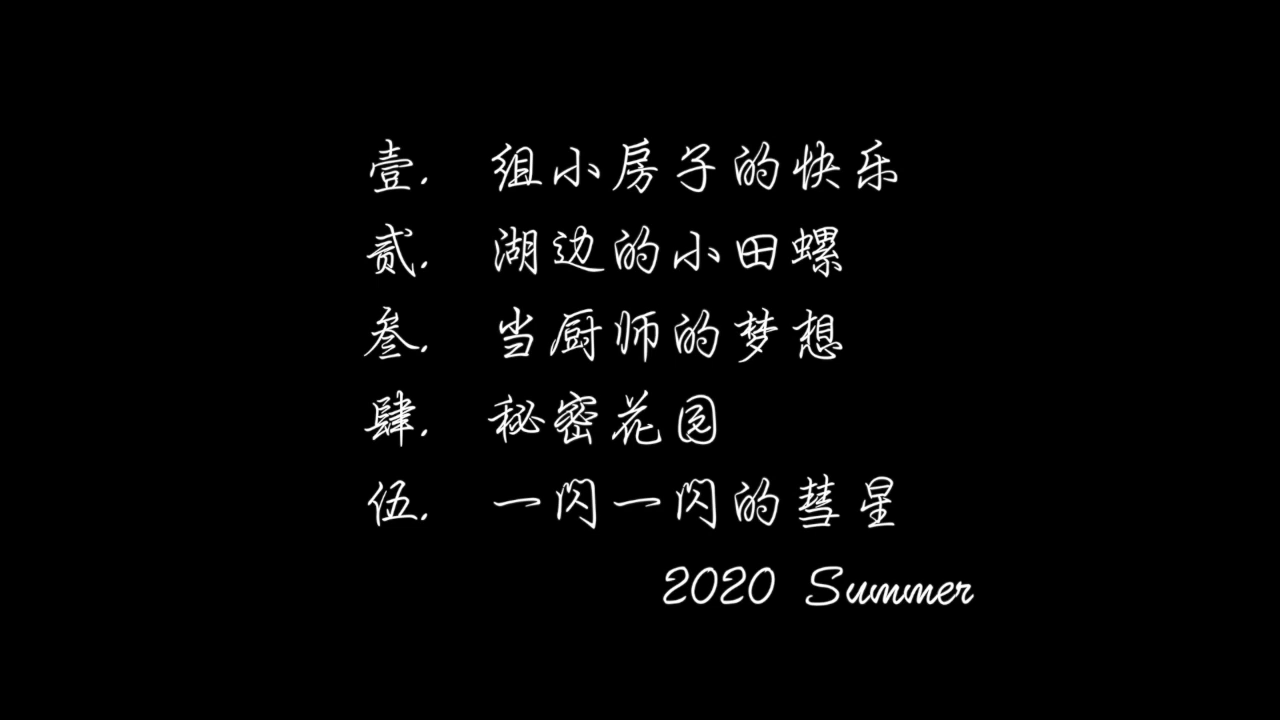 壹. 组小房子的快乐
贰. 湖边的小田螺
叁. 当厨师的梦想
肆. 秘密花园
伍. 一闪一闪的彗星
2020 Summer